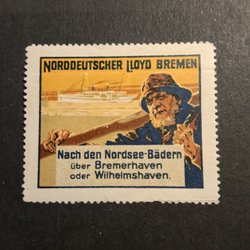 Norddeutscher Lloyd Bremen
Nach den Nordsee-Bädern
über Bremerhaven
oder Wilhelmshaven.